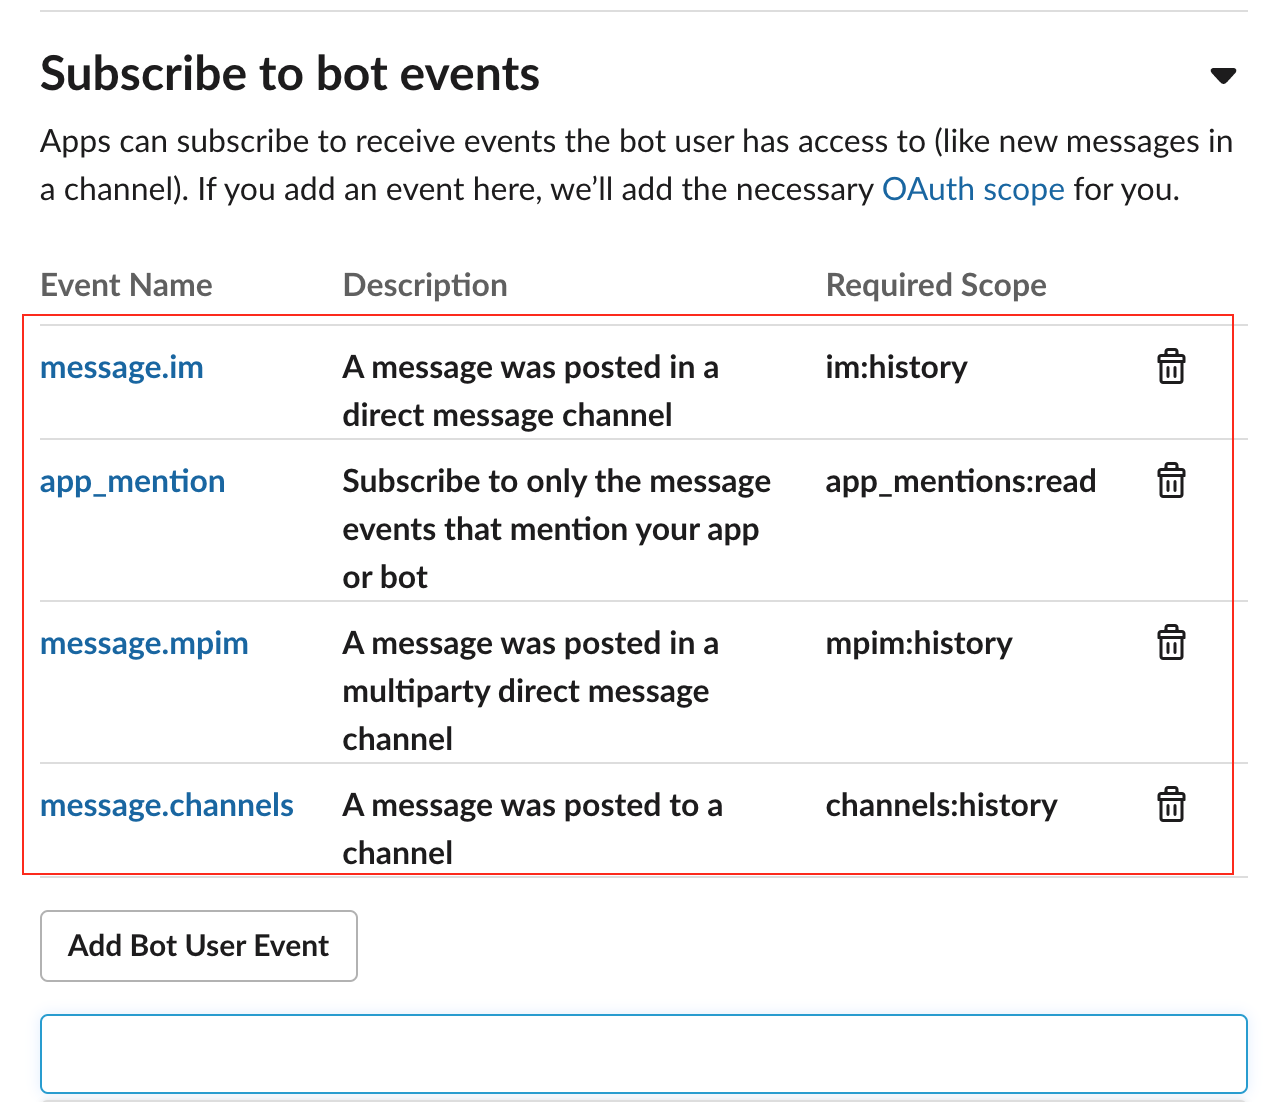 Subscribe to bot events
Apps can subscribe to receive events the bot user has access to (like new messages in
a channel). If you add an event here, we’ll add the necessary OAuth scope for you.
Event Name Description Required Scope
message.im A message was posted in a im:history
direct message channel
app_mention Subscribe to only the message app_mentions:read
events that mention your app
or bot
message.mpim A message was posted in a mpim:history
multiparty direct message
channel
message.channels A message was posted to a channels:history
channel
Add Bot User Event